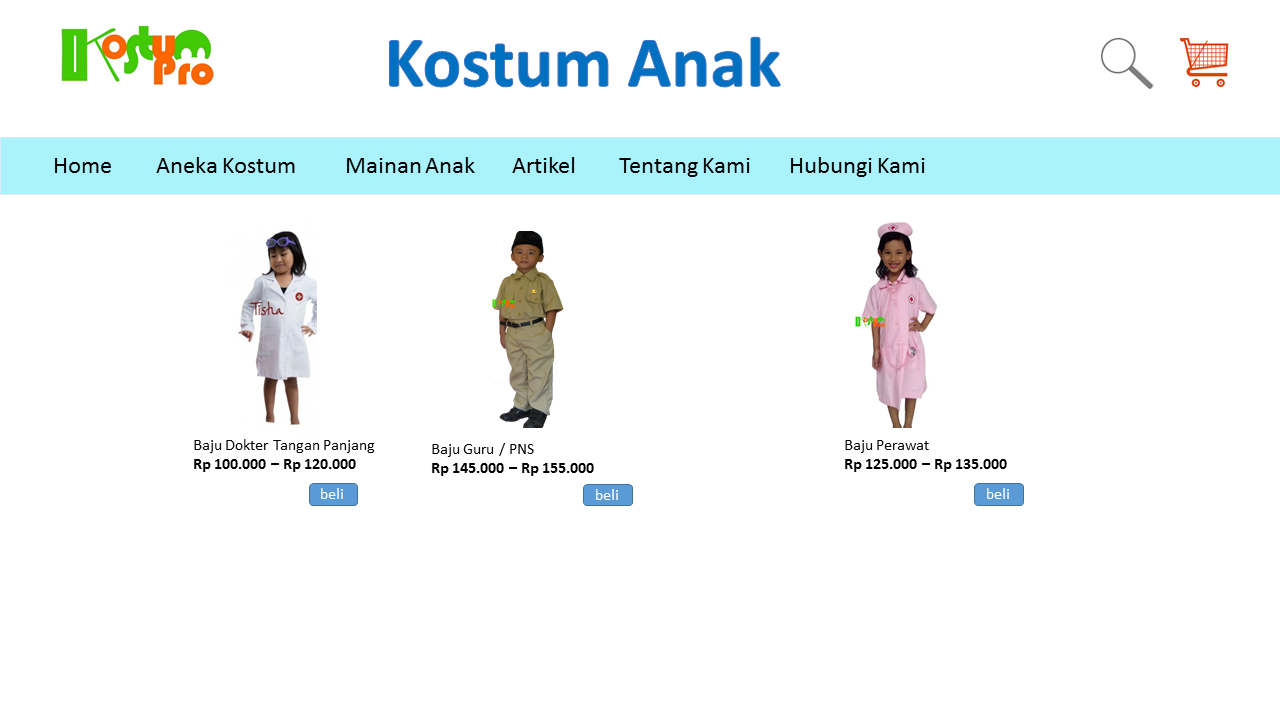 Kostum Pro
Kostum Anak
Home Aneka Kostum Mainan Anak Artikel Tentang Kami Hubungi Kami
Tisha
Baju Dokter Tangan Panjang
Rp 100.000 – Rp 120.000
beli
Baju Guru / PNS
Rp 145.000 – Rp 155.000
beli
Baju Perawat
Rp 125.000 – Rp 135.000
beli